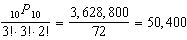 ₁₀P₁₀ / 3!· 3!· 2! = 3,628,800 / 72 = 50,400